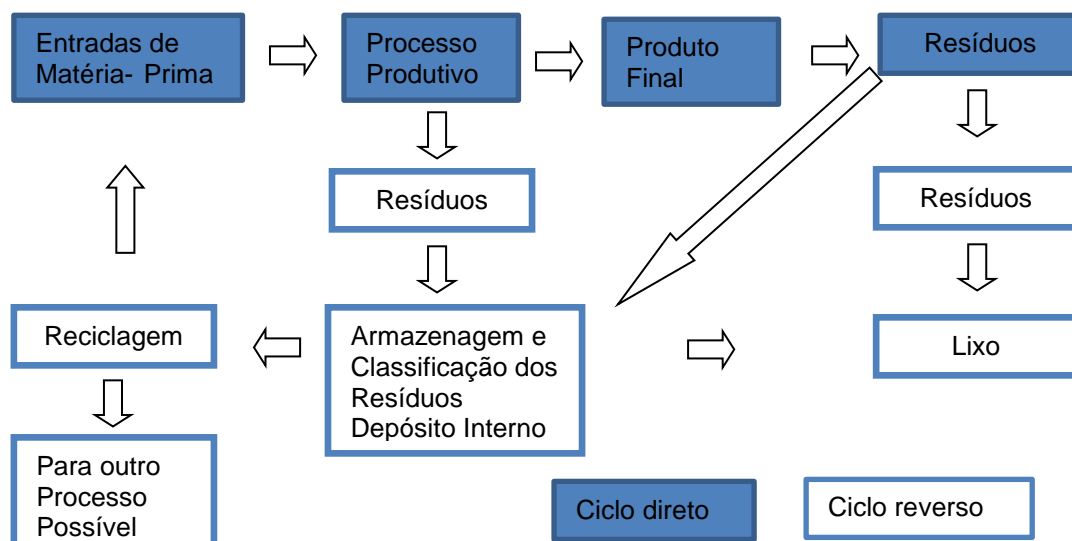 Entradas de
Matéria- Prima
Processo
Produtivo
Produto
Final
Resíduos
Resíduos
Resíduos
Reciclagem
Armazenagem e
Classificação dos
Resíduos
Depósito Interno
Lixo
Para outro
Processo
Possível
Ciclo direto
Ciclo reverso